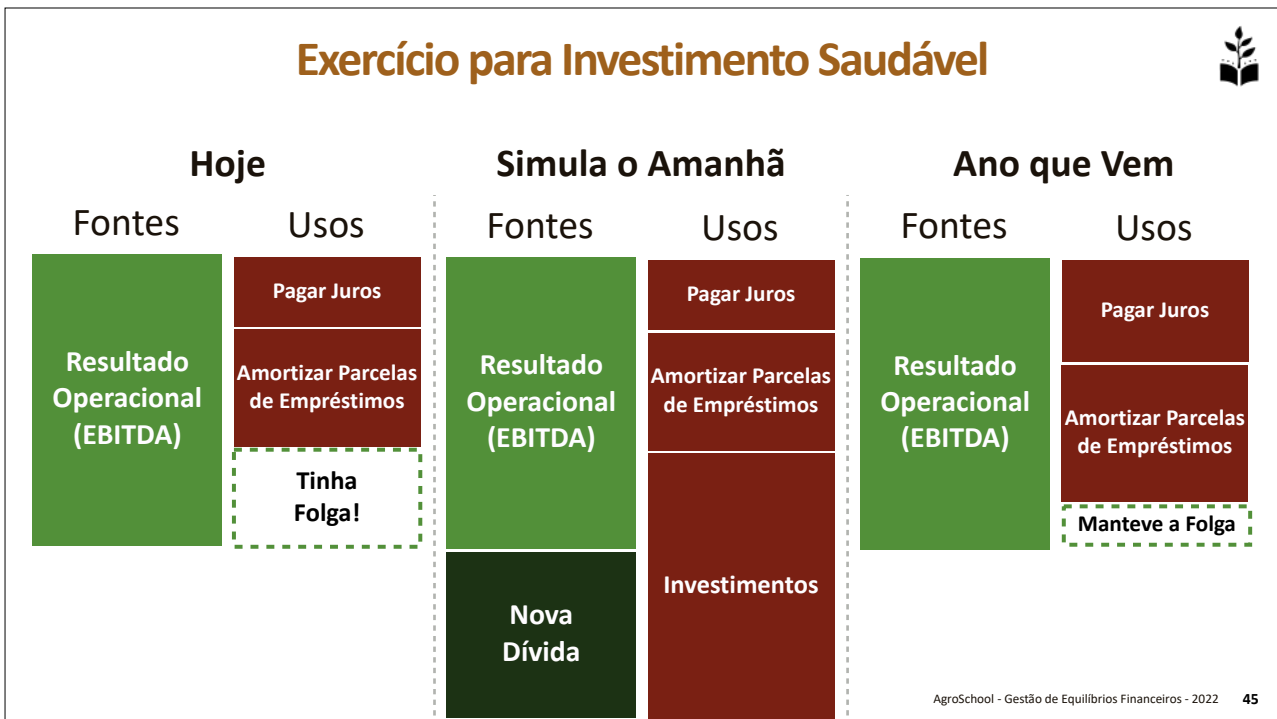 Exercício para Investimento Saudável
Hoje
Fontes
Usos
Resultado
Operacional
(EBITDA)
Pagar Juros
Amortizar Parcelas
de Empréstimos
Tinha
Folga!
Simula o Amanhã
Fontes
Usos
Resultado
Operacional
(EBITDA)
Nova
Dívida
Pagar Juros
Amortizar Parcelas
de Empréstimos
Investimentos
Ano que Vem
Fontes
Usos
Resultado
Operacional
(EBITDA)
Pagar Juros
Amortizar Parcelas
de Empréstimos
Manteve a Folga
AgroSchool - Gestão de Equilíbrios Financeiros - 2022 45